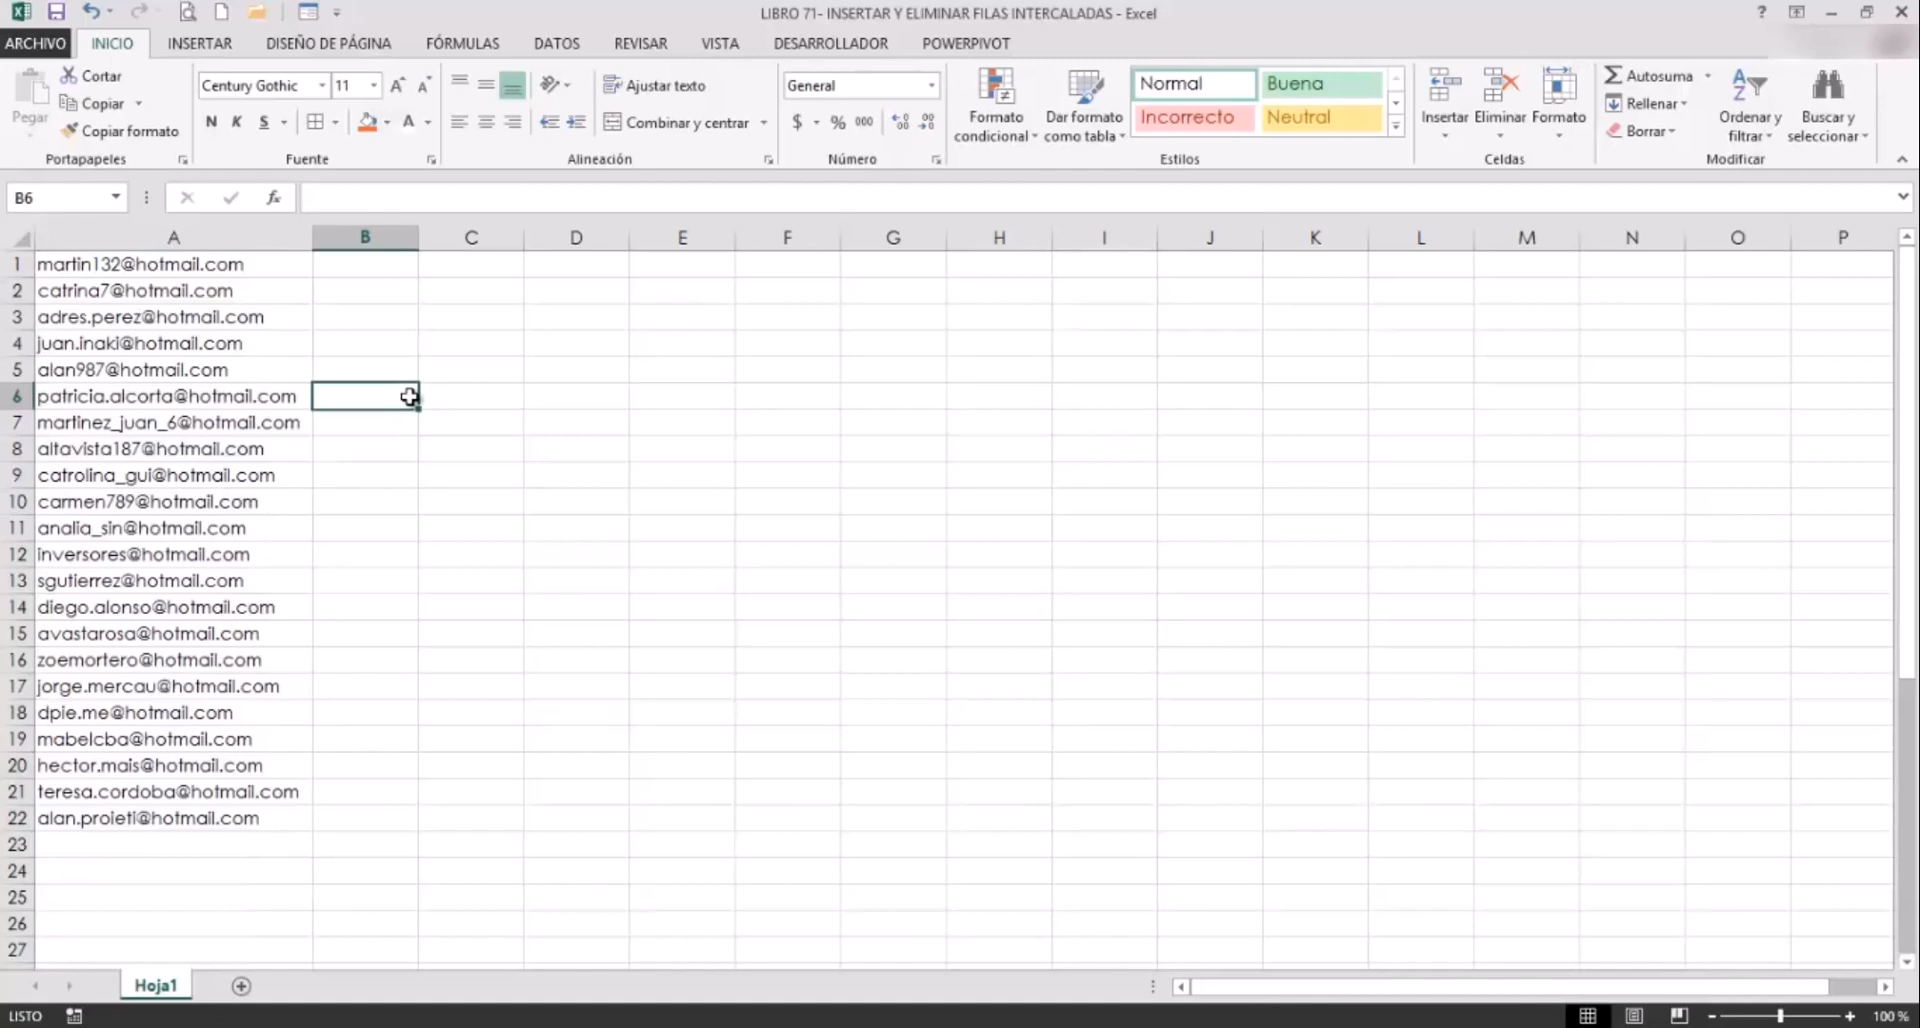 LIBRO 71- INSERTAR Y ELIMINAR FILAS INTERCALADAS - Excel
?
ARCHIVO INICIO INSERTAR DISEÑO DE PÁGINA FÓRMULAS DATOS REVISAR VISTA DESARROLLADOR POWERPIVOT
Pegar
Cortar
Copiar
Copiar formato
Portapapeles
Century Gothic 11
N K S A
Fuente
Ajustar texto
Combinar y centrar
Alineación
General
$ % 000
Número
Formato condicional
Dar formato como tabla
Normal Buena
Incorrecto Neutral
Estilos
Insertar Eliminar Formato
Celdas
Autosuma
Rellenar
Borrar
Ordenar y filtrar
Buscar y seleccionar
Modificar
B6 fx
A B C D E F G H I J K L M N O P
1 martin132@hotmail.com
2 catrina7@hotmail.com
3 adres.perez@hotmail.com
4 juan.inaki@hotmail.com
5 alan987@hotmail.com
6 patricia.alcorta@hotmail.com
7 martinez_juan_6@hotmail.com
8 altavista187@hotmail.com
9 catrolina_gui@hotmail.com
10 carmen789@hotmail.com
11 analia_sin@hotmail.com
12 inversores@hotmail.com
13 sgutierrez@hotmail.com
14 diego.alonso@hotmail.com
15 avastarosa@hotmail.com
16 zoemortero@hotmail.com
17 jorge.mercau@hotmail.com
18 dpie.me@hotmail.com
19 mabelcba@hotmail.com
20 hector.mais@hotmail.com
21 teresa.cordoba@hotmail.com
22 alan.proieti@hotmail.com
23
24
25
26
27
Hoja1
LISTO 100 %